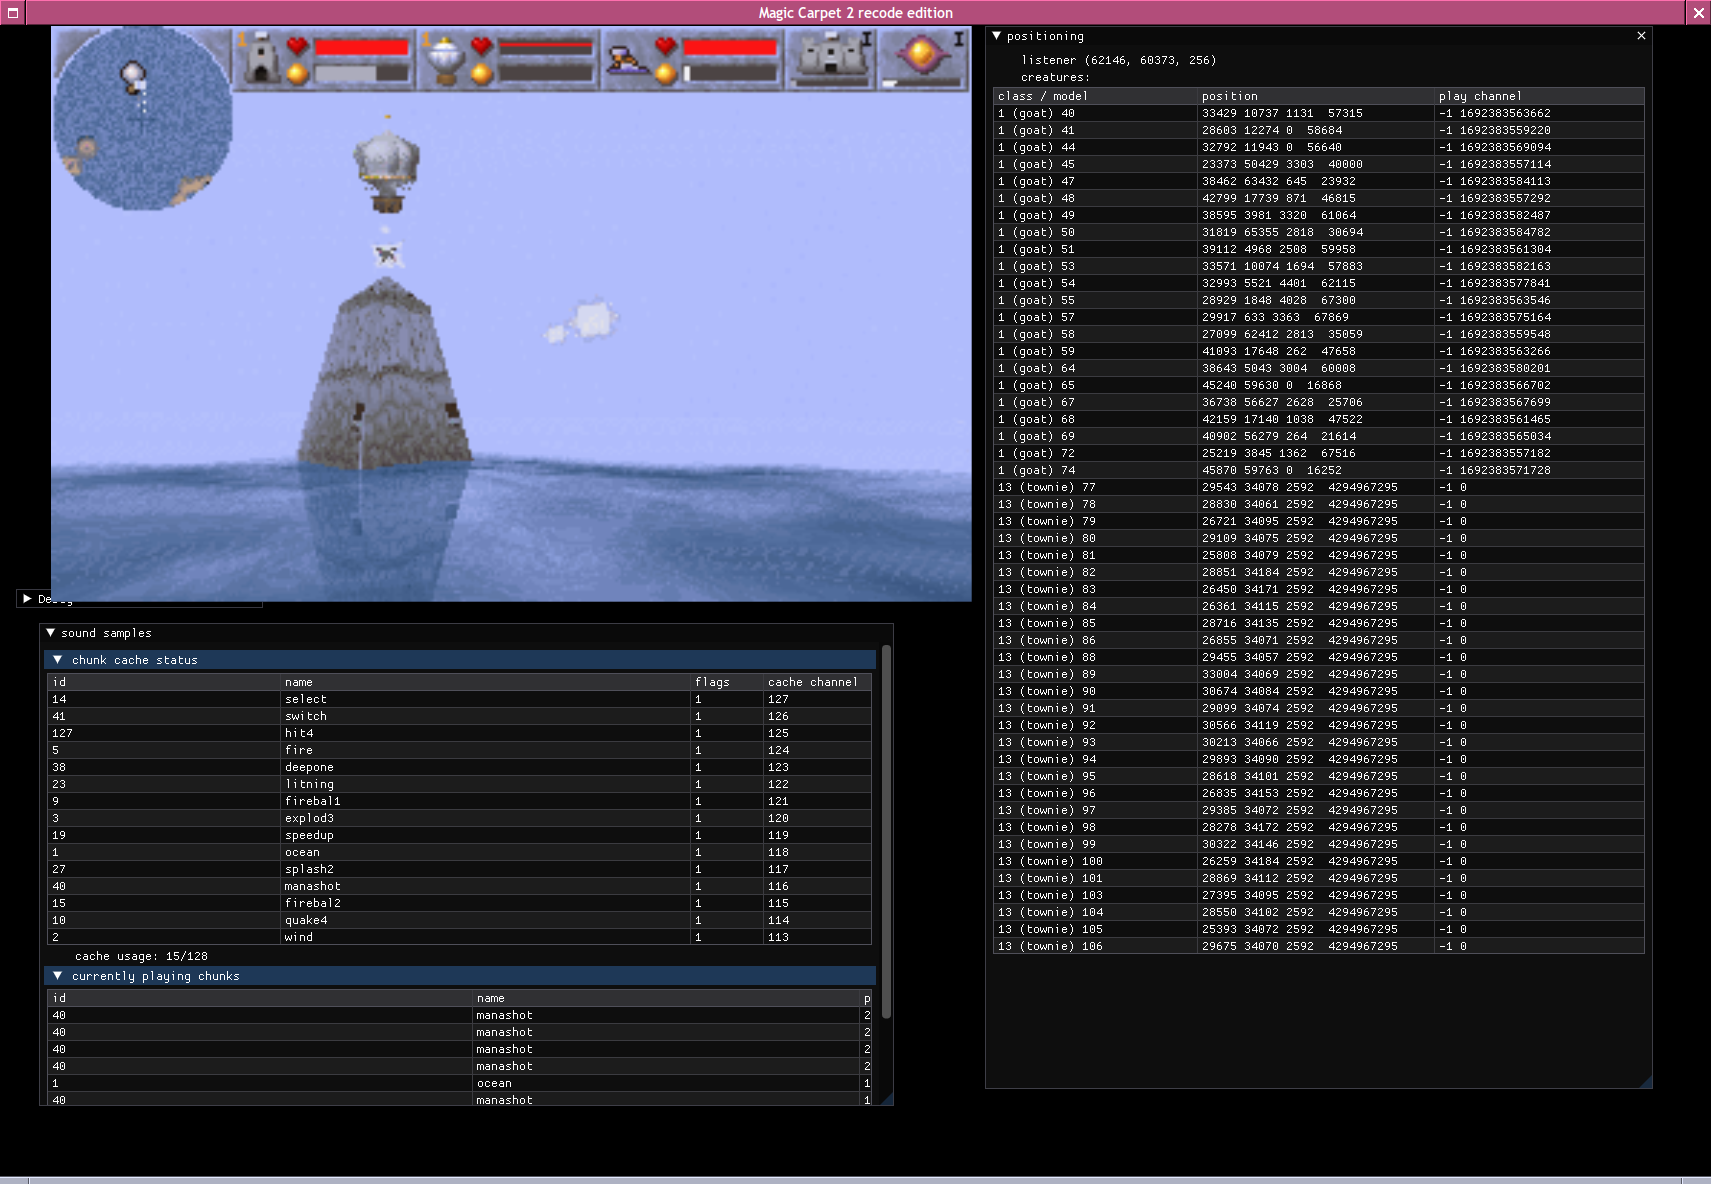 Magic Carpet 2 recode edition
1
1
I
I
positioning
listener (62146, 60373, 256)
creatures:
class / model position play channel
1 (goat) 40 33429 10737 1131 57315 -1 1692383563662
1 (goat) 41 28603 12274 0 58684 -1 1692383559220
1 (goat) 44 32792 11943 0 56640 -1 1692383569094
1 (goat) 45 23373 50429 3303 40000 -1 1692383557114
1 (goat) 47 38462 63432 645 23932 -1 1692383584113
1 (goat) 48 42799 17739 871 46815 -1 1692383557292
1 (goat) 49 38595 3981 3320 61064 -1 1692383582487
1 (goat) 50 31819 65355 2818 30694 -1 1692383584782
1 (goat) 51 39112 4968 2508 59958 -1 1692383561304
1 (goat) 53 33571 10074 1694 57883 -1 1692383582163
1 (goat) 54 32993 5521 4401 62115 -1 1692383577841
1 (goat) 55 28929 1848 4028 67300 -1 1692383563546
1 (goat) 57 29917 633 3363 67869 -1 1692383575164
1 (goat) 58 27099 62412 2813 35059 -1 1692383559548
1 (goat) 59 41093 17648 262 47658 -1 1692383563266
1 (goat) 64 38643 5043 3004 60008 -1 1692383580201
1 (goat) 65 45240 59630 0 16868 -1 1692383566702
1 (goat) 67 36738 56627 2628 25706 -1 1692383567699
1 (goat) 68 42159 17140 1038 47522 -1 1692383561465
1 (goat) 69 40902 56279 264 21614 -1 1692383565034
1 (goat) 72 25219 3845 1362 67516 -1 1692383557182
1 (goat) 74 45870 59763 0 16252 -1 1692383571728
13 (townie) 77 29543 34078 2592 4294967295 -1 0
13 (townie) 78 28830 34061 2592 4294967295 -1 0
13 (townie) 79 26721 34095 2592 4294967295 -1 0
13 (townie) 80 29109 34075 2592 4294967295 -1 0
13 (townie) 81 25808 34079 2592 4294967295 -1 0
13 (townie) 82 28851 34184 2592 4294967295 -1 0
13 (townie) 83 26450 34171 2592 4294967295 -1 0
13 (townie) 84 26361 34115 2592 4294967295 -1 0
13 (townie) 85 28716 34135 2592 4294967295 -1 0
13 (townie) 86 26855 34071 2592 4294967295 -1 0
13 (townie) 88 29455 34057 2592 4294967295 -1 0
13 (townie) 89 33004 34069 2592 4294967295 -1 0
13 (townie) 90 30674 34084 2592 4294967295 -1 0
13 (townie) 91 29099 34074 2592 4294967295 -1 0
13 (townie) 92 30566 34119 2592 4294967295 -1 0
13 (townie) 93 30213 34066 2592 4294967295 -1 0
13 (townie) 94 29893 34090 2592 4294967295 -1 0
13 (townie) 95 28618 34101 2592 4294967295 -1 0
13 (townie) 96 26835 34153 2592 4294967295 -1 0
13 (townie) 97 29385 34072 2592 4294967295 -1 0
13 (townie) 98 28278 34172 2592 4294967295 -1 0
13 (townie) 99 30322 34146 2592 4294967295 -1 0
13 (townie) 100 26259 34184 2592 4294967295 -1 0
13 (townie) 101 28869 34112 2592 4294967295 -1 0
13 (townie) 103 27395 34095 2592 4294967295 -1 0
13 (townie) 104 28550 34102 2592 4294967295 -1 0
13 (townie) 105 25393 34072 2592 4294967295 -1 0
13 (townie) 106 29675 34070 2592 4294967295 -1 0
Debug
sound samples
chunk cache status
id name flags cache channel
14 select 1 127
41 switch 1 126
127 hit4 1 125
5 fire 1 124
38 deepone 1 123
23 litning 1 122
9 firebal1 1 121
3 explod3 1 120
19 speedup 1 119
1 ocean 1 118
27 splash2 1 117
40 manashot 1 116
15 firebal2 1 115
10 quake4 1 114
2 wind 1 113
cache usage: 15/128
currently playing chunks
id name p
40 manashot 2
40 manashot 2
40 manashot 2
40 manashot 2
1 ocean 1
40 manashot 1